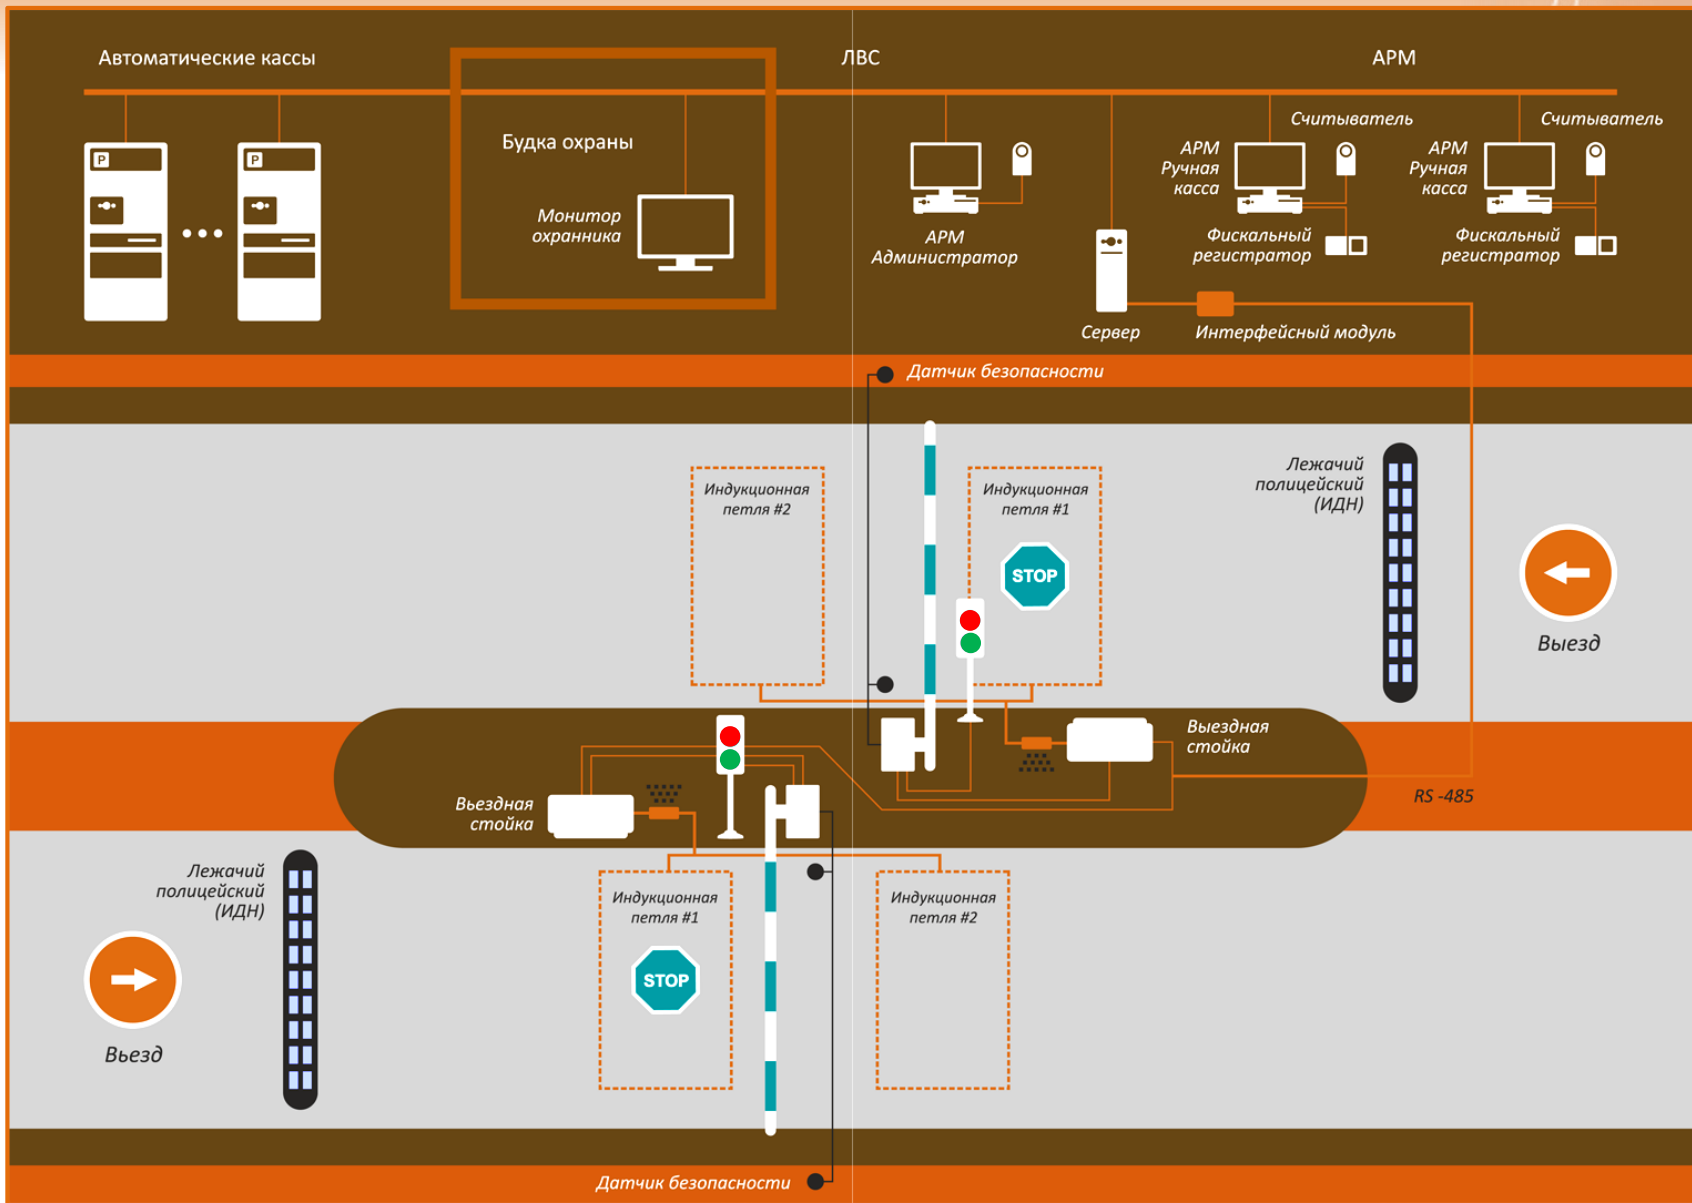 Автоматические кассы
ЛВС
АРМ
Считыватель
Считыватель
Будка охраны
АРМ
Ручная
касса
АРМ
Ручная
касса
P
P
Монитор
охранника
АРМ
Администратор
Фискальный
регистратор
Фискальный
регистратор
Сервер
Интерфейсный модуль
Датчик безопасности
Индукционная
петля #2
Индукционная
петля #1
Лежачий
полицейский
(ИДН)
STOP
Выезд
Выездная
стойка
RS -485
Вьездная
стойка
Лежачий
полицейский
(ИДН)
Индукционная
петля #1
Индукционная
петля #2
STOP
Вьезд
Датчик безопасности